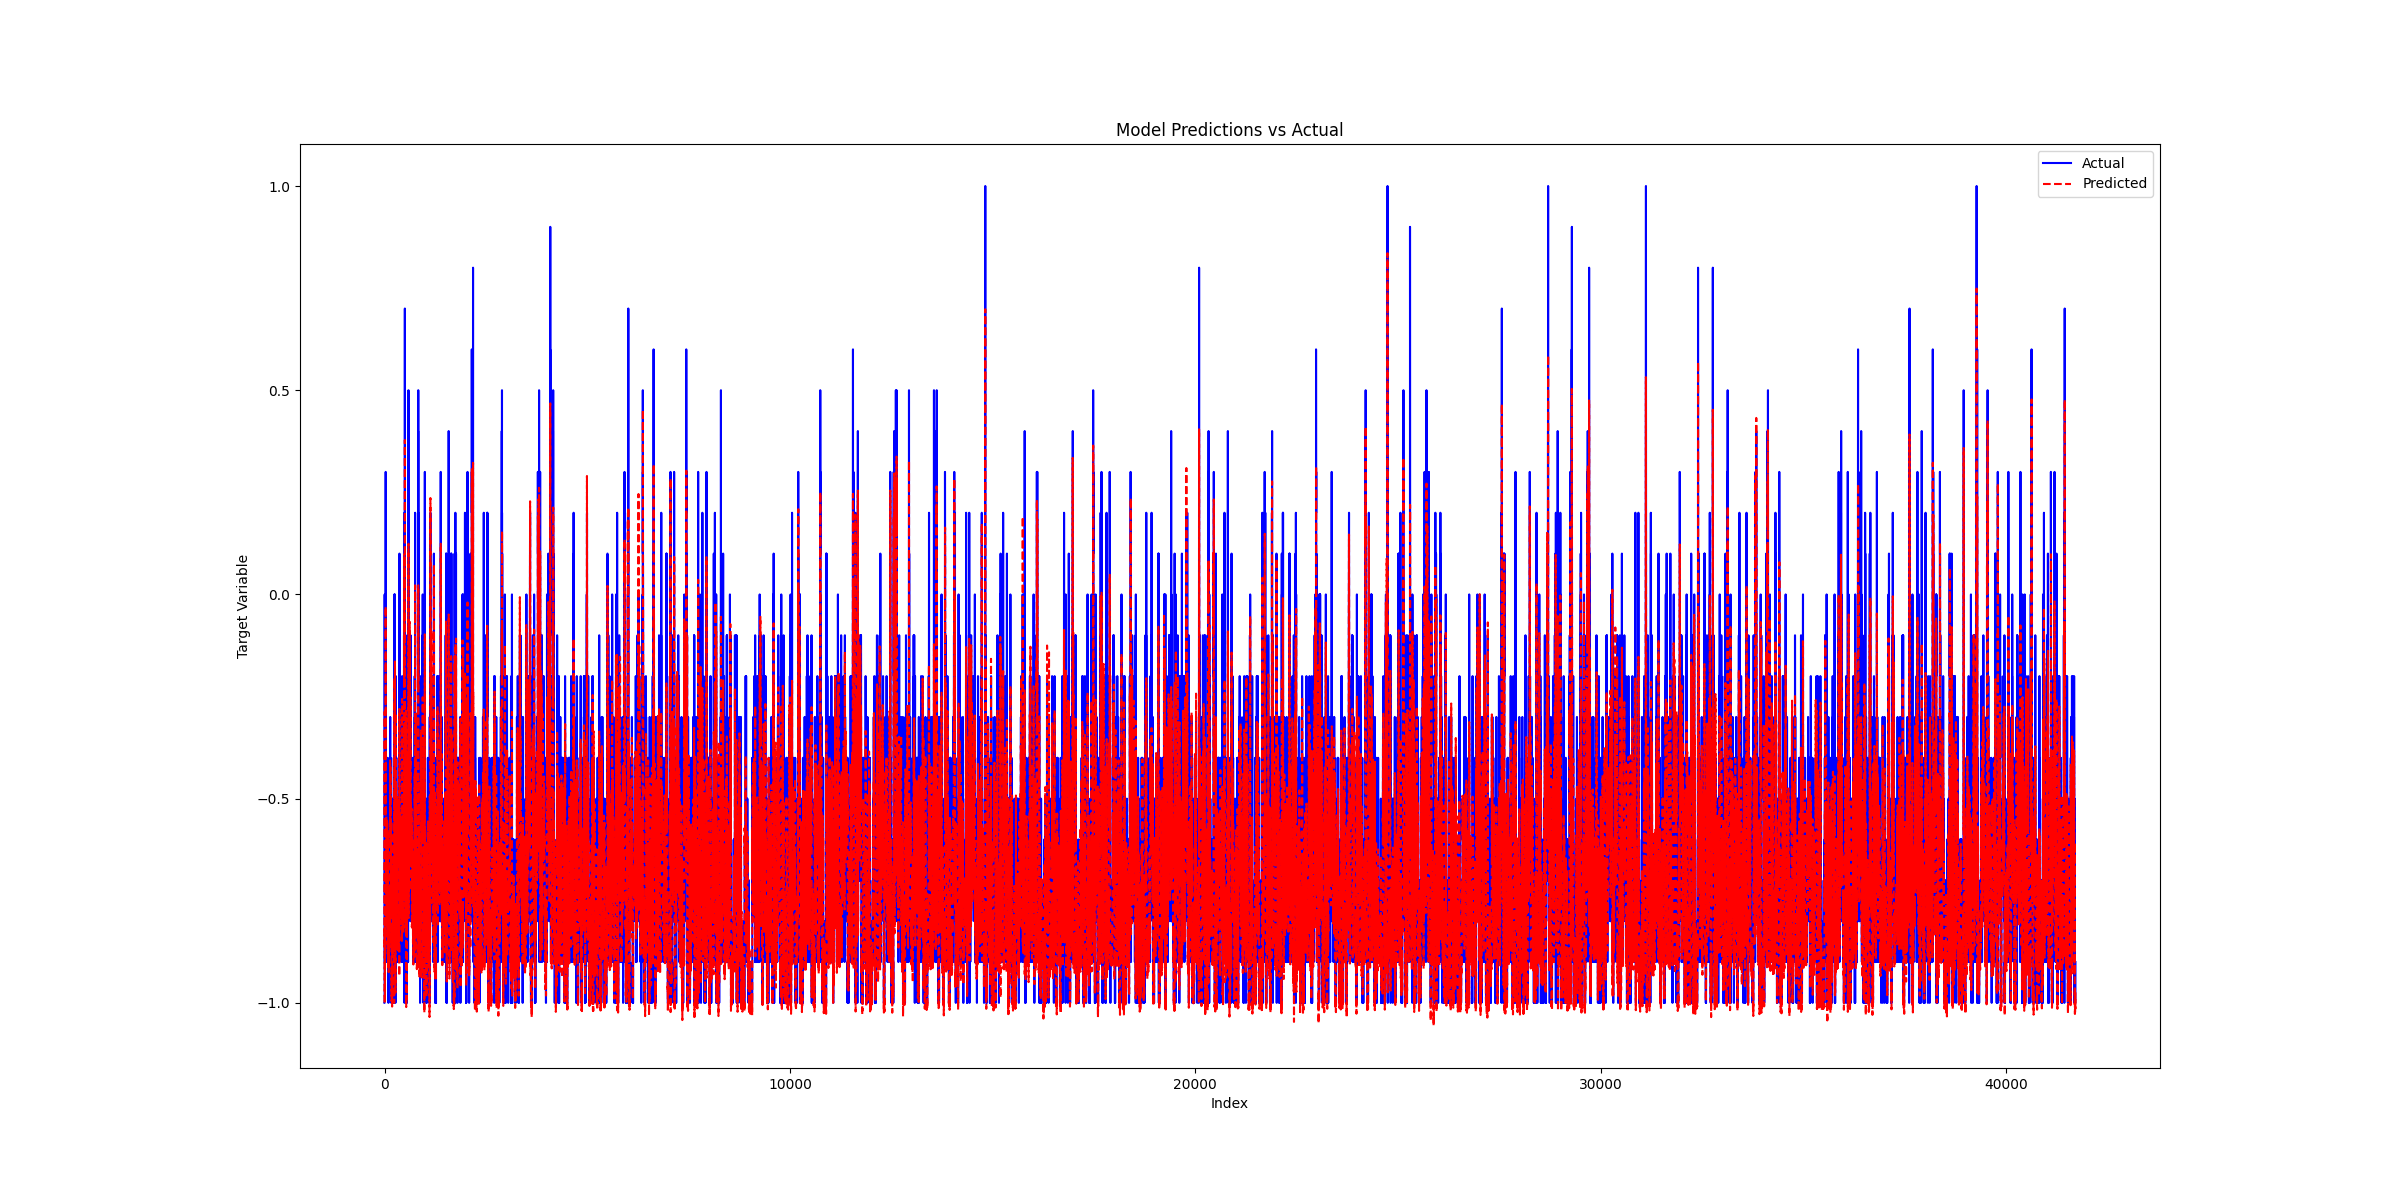 Model Predictions vs Actual
Actual
Predicted
1.0
0.5
0.0
−0.5
−1.0
Target Variable
0
10000
20000
30000
40000
Index